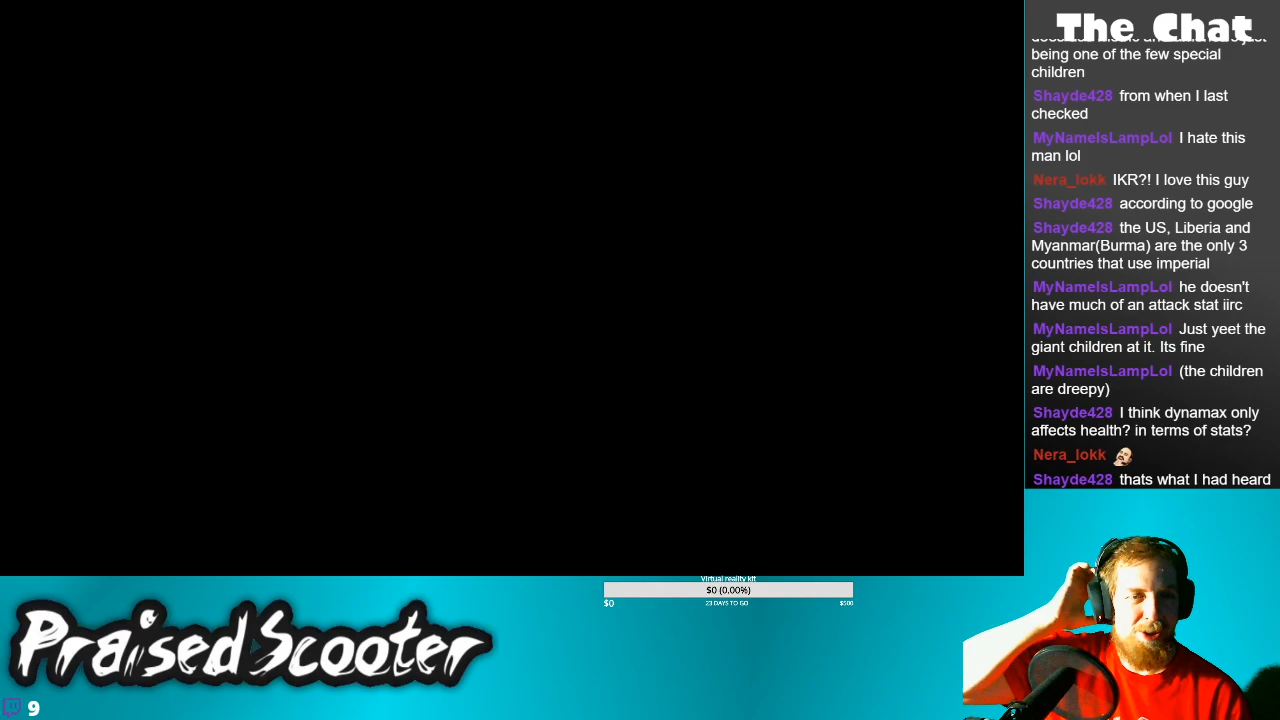 The Chat
being one of the few special
children
Shayde428 from when I last
checked
MyNameIsLampLol I hate this
man lol
Nera_lokk IKR?! I love this guy
Shayde428 according to google
Shayde428 the US, Liberia and
Myanmar(Burma) are the only 3
countries that use imperial
MyNameIsLampLol he doesn't
have much of an attack stat iirc
MyNameIsLampLol Just yeet the
giant children at it. Its fine
MyNameIsLampLol (the children
are dreepy)
Shayde428 I think dynamax only
affects health? in terms of stats?
Nera_lokk
Shayde428 thats what I had heard
Virtual reality kit
$0 (0.00%)
$0 23 DAYS TO GO $500
Praised Scooter
9